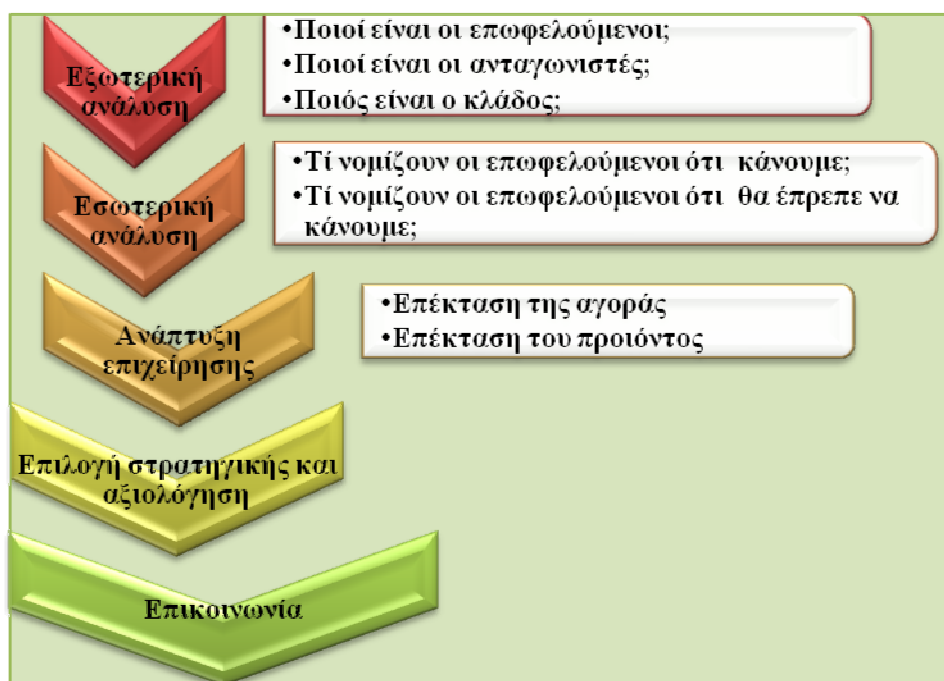 Εξωτερική
ανάλυση
•Ποιοί είναι οι επωφελούμενοι;
•Ποιοί είναι οι ανταγωνιστές;
•Ποιός είναι ο κλάδος;
Εσωτερική
ανάλυση
•Τί νομίζουν οι επωφελούμενοι ότι κάνουμε;
•Τί νομίζουν οι επωφελούμενοι ότι θα έπρεπε να
κάνουμε;
Ανάπτυξη
επιχείρησης
•Επέκταση της αγοράς
•Επέκταση του προιόντος
Επιλογή στρατηγικής και
αξιολόγηση
Επικοινωνία